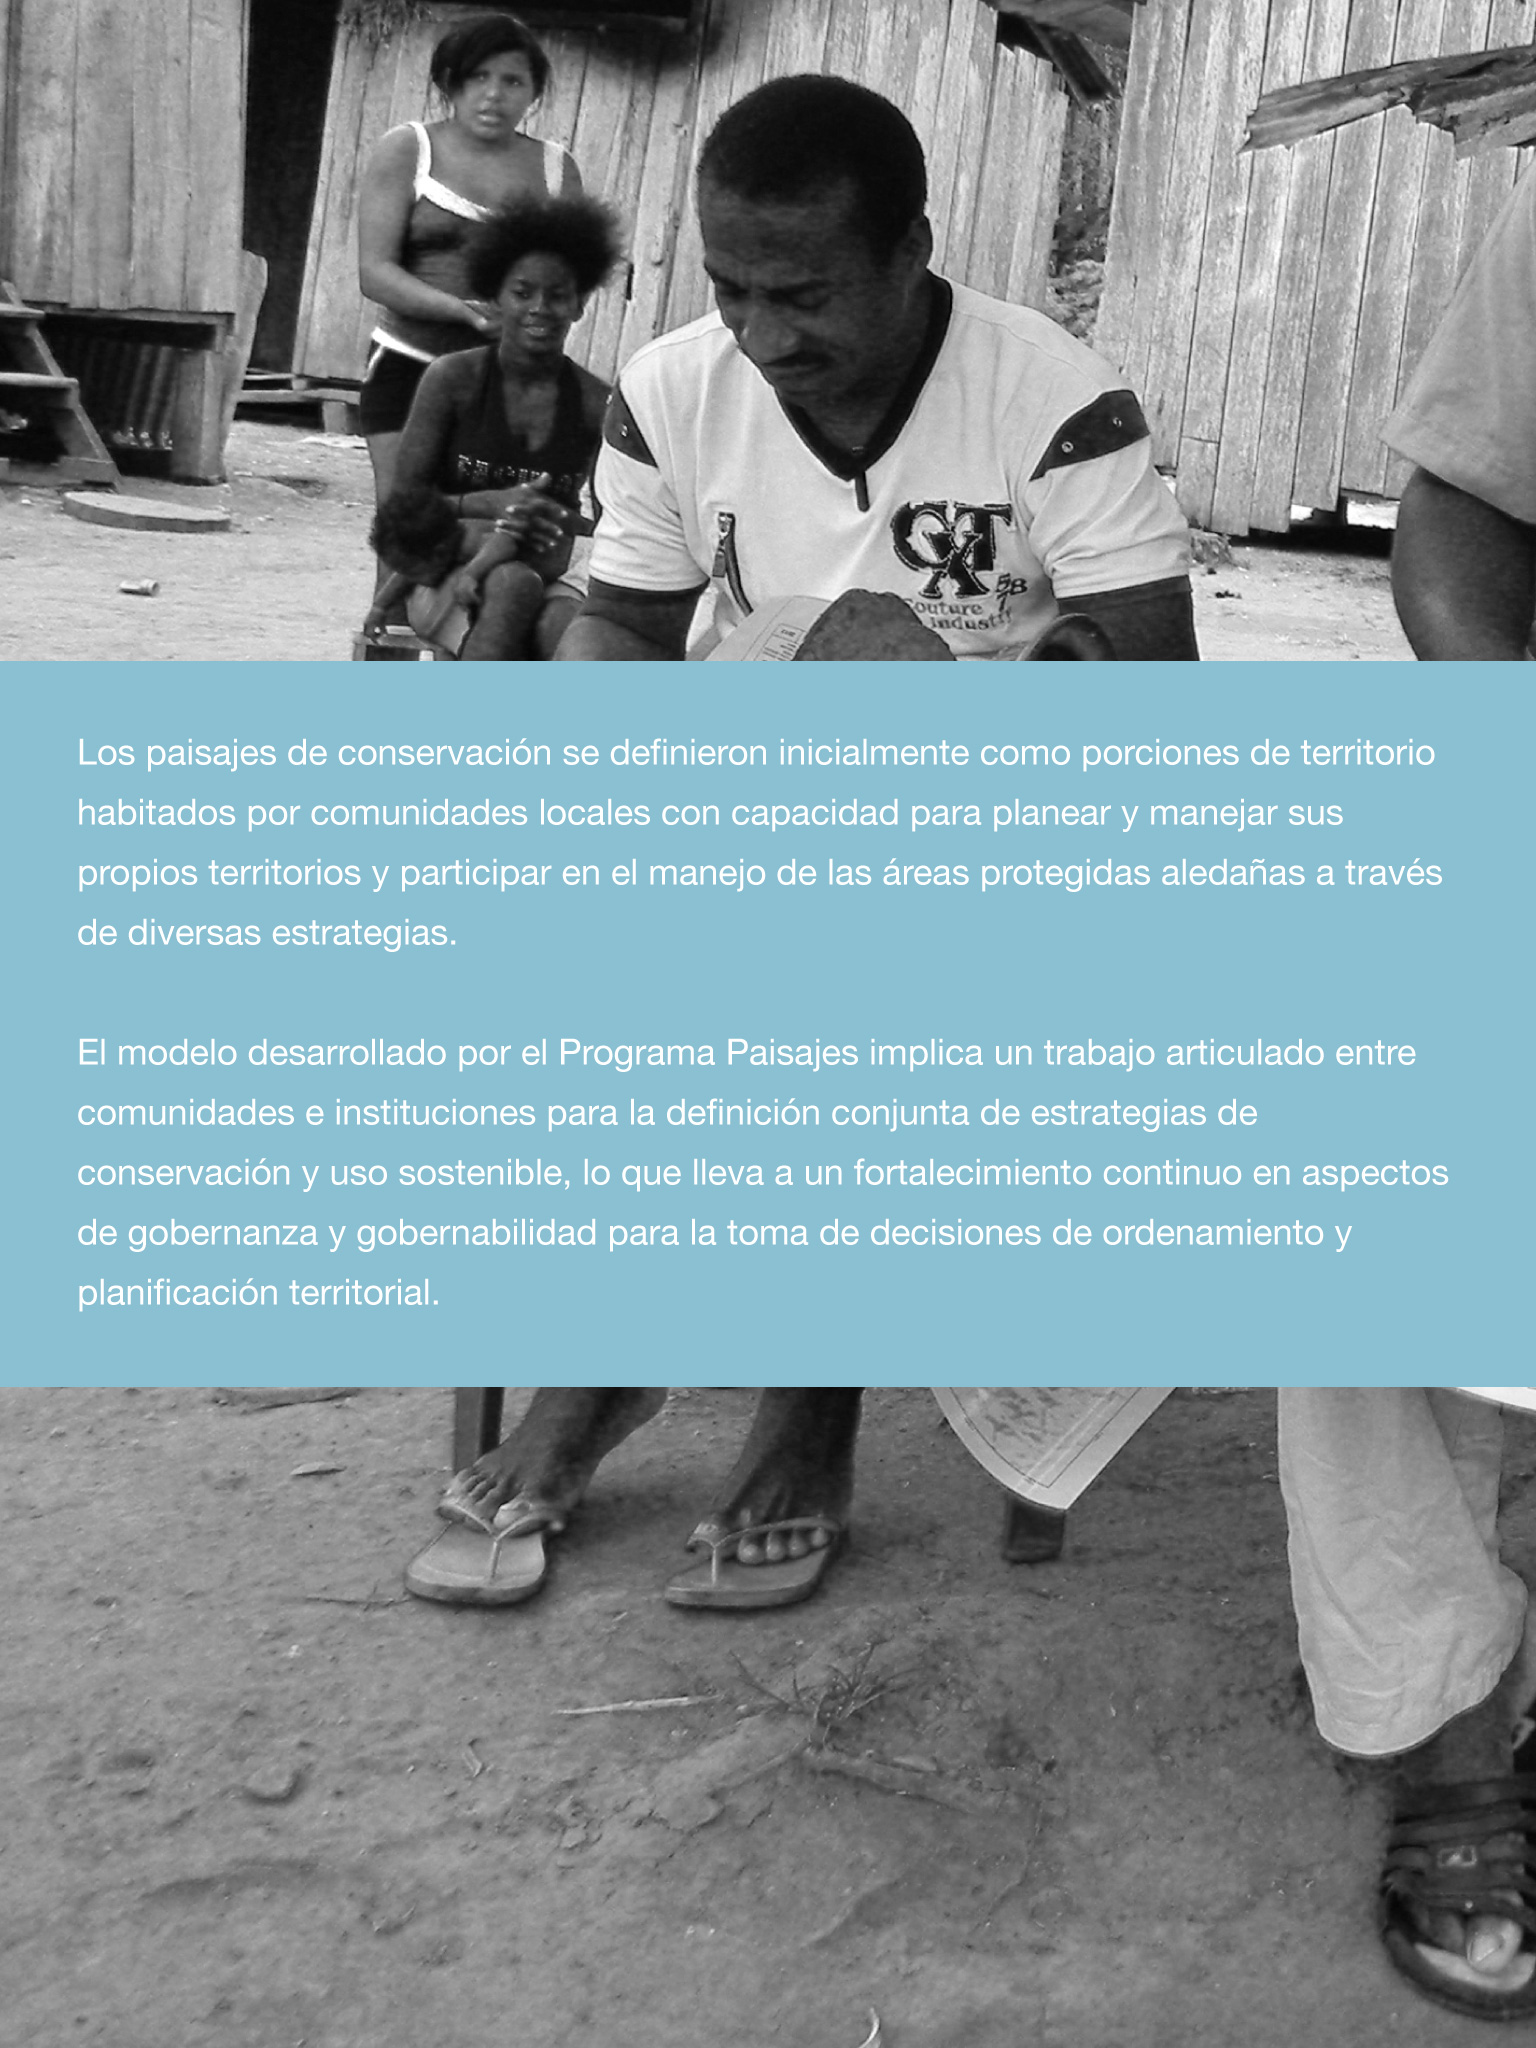 GXT
58
7
Couture
Industry
Los paisajes de conservación se definieron inicialmente como porciones de territorio
habitados por comunidades locales con capacidad para planear y manejar sus
propios territorios y participar en el manejo de las áreas protegidas aledañas a través
de diversas estrategias.
El modelo desarrollado por el Programa Paisajes implica un trabajo articulado entre
comunidades e instituciones para la definición conjunta de estrategias de
conservación y uso sostenible, lo que lleva a un fortalecimiento continuo en aspectos
de gobernanza y gobernabilidad para la toma de decisiones de ordenamiento y
planificación territorial.